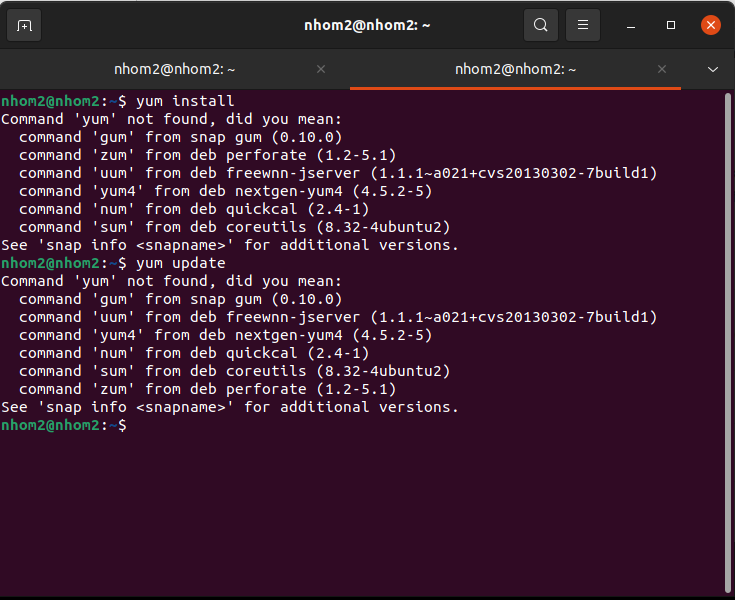 nhom2@nhom2: ~
nhom2@nhom2: ~
nhom2@nhom2: ~
nhom2@nhom2:~$ yum install
Command 'yum' not found, did you mean:
  command 'gum' from snap gum (0.10.0)
  command 'zum' from deb perforate (1.2-5.1)
  command 'uum' from deb freewnn-jserver (1.1.1~a021+cvs20130302-7build1)
  command 'yum4' from deb nextgen-yum4 (4.5.2-5)
  command 'num' from deb quickcal (2.4-1)
  command 'sum' from deb coreutils (8.32-4ubuntu2)
See 'snap info <snapname>' for additional versions.
nhom2@nhom2:~$ yum update
Command 'yum' not found, did you mean:
  command 'gum' from snap gum (0.10.0)
  command 'uum' from deb freewnn-jserver (1.1.1~a021+cvs20130302-7build1)
  command 'yum4' from deb nextgen-yum4 (4.5.2-5)
  command 'num' from deb quickcal (2.4-1)
  command 'sum' from deb coreutils (8.32-4ubuntu2)
  command 'zum' from deb perforate (1.2-5.1)
See 'snap info <snapname>' for additional versions.
nhom2@nhom2:~$